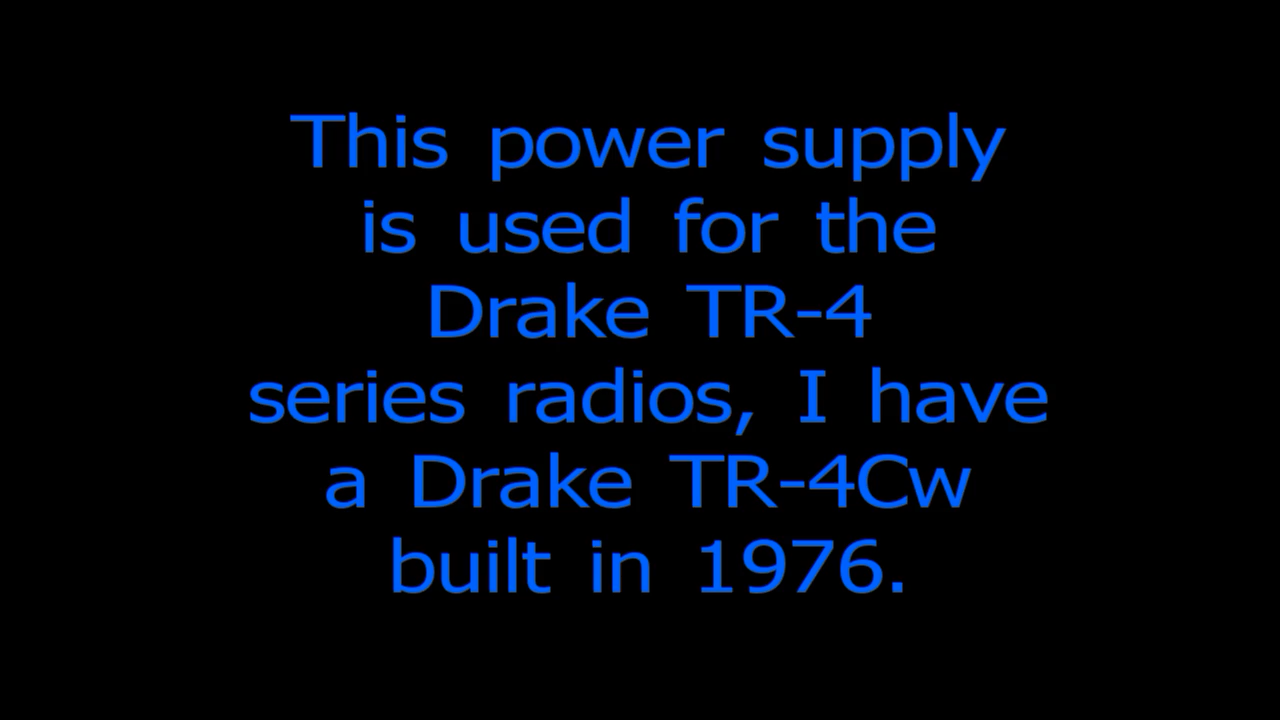 This power supply
is used for the
Drake TR-4
series radios, I have
a Drake TR-4Cw
built in 1976.